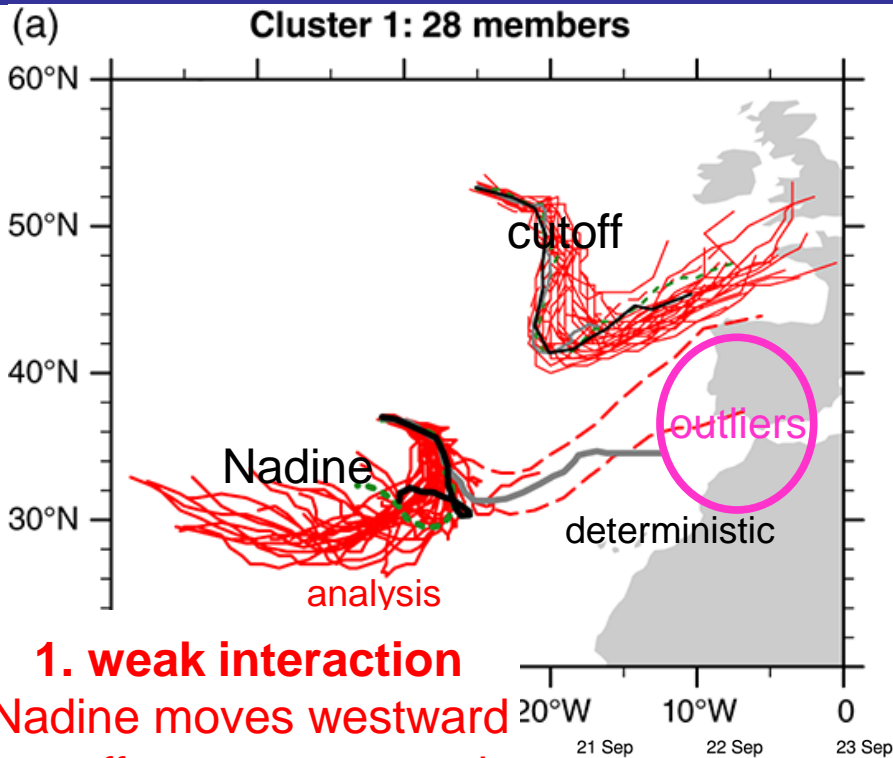 (a)
Cluster 1: 28 members
60°N
50°N
cutoff
40°N
outliers
Nadine
30°N
deterministic
analysis
1. weak interaction
Nadine moves westward
20°W
10°W
0
21 Sep
22 Sep
23 Sep